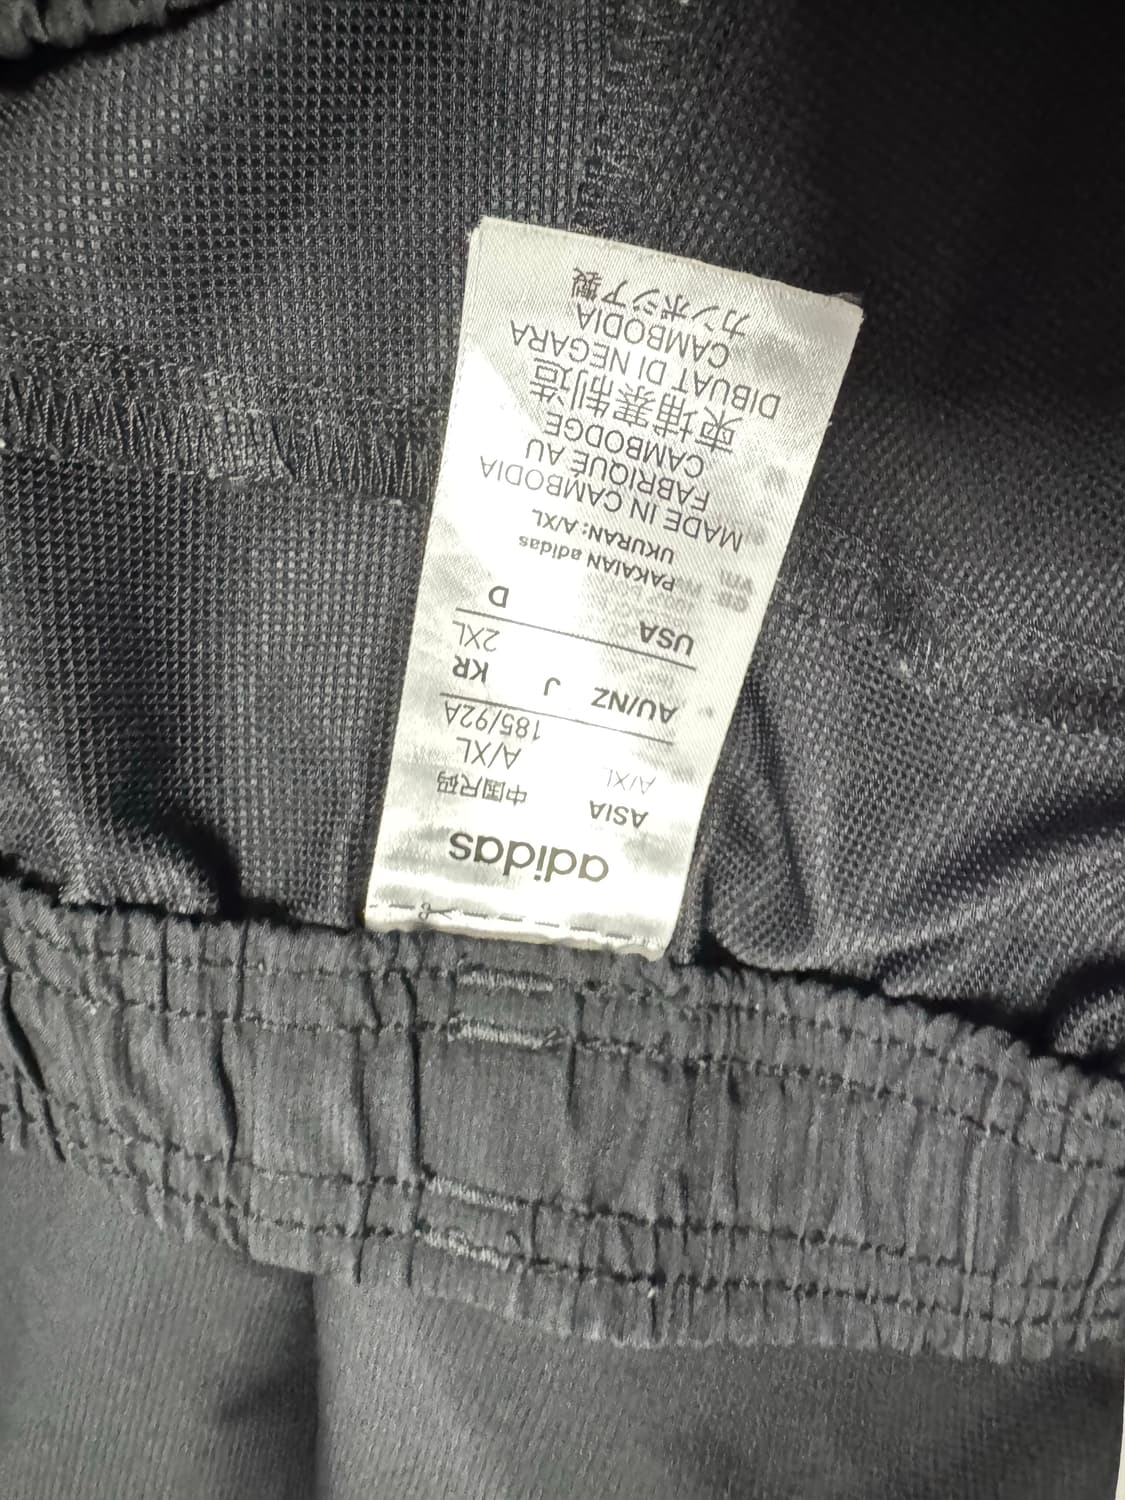 adidas
ASIA 中国尺码
A/XL A/XL
185/92A
AU/NZ J KR
2XL
USA D
PAKAIAN adidas
UKURAN: A/XL
MADE IN CAMBODIA
FABRIQUE AU
CAMBODGE
柬埔寨制造
DIBUAT DI NEGARA
CAMBODIA
カンボジア製